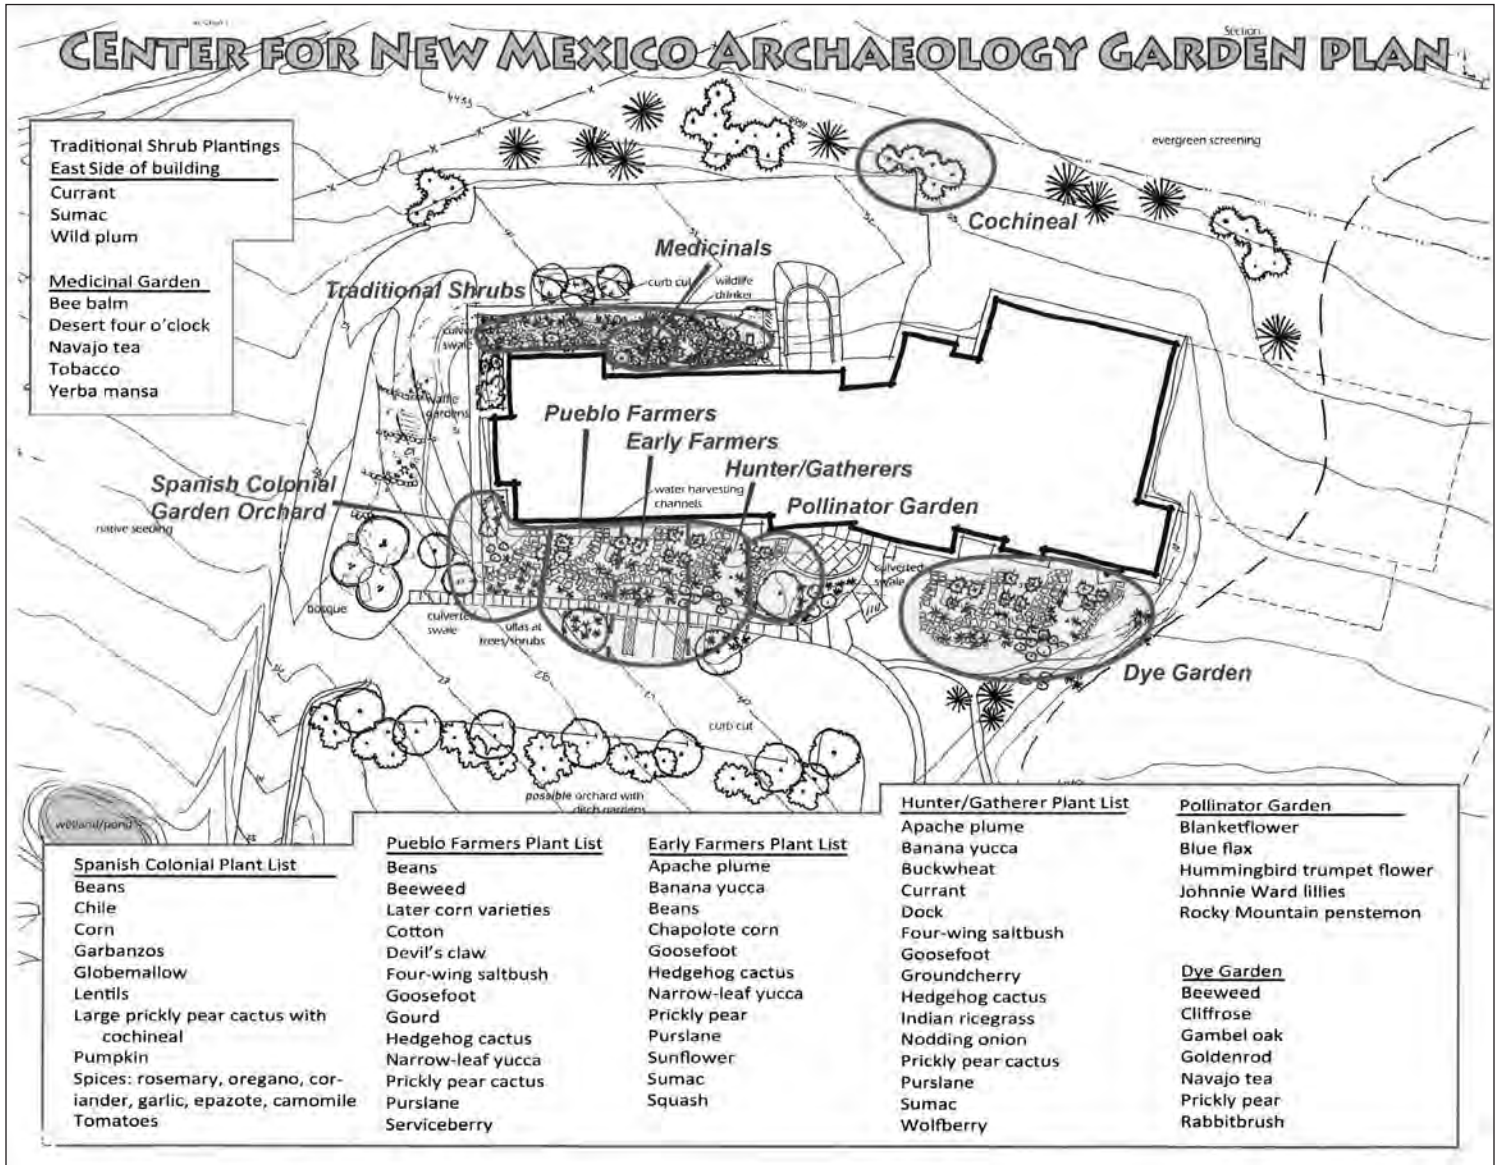 CENTER FOR NEW MEXICO ARCHAEOLOGY GARDEN PLAN
Section
evergreen screening
Traditional Shrub Plantings
East Side of building
Currant
Sumac
Wild plum
Medicinal Garden
Bee balm
Desert four o'clock
Navajo tea
Tobacco
Yerba mansa
Cochineal
Medicinals
Traditional Shrubs
curb cut
wildlife
drinker
culverted
swale
waffle
gardens
Pueblo Farmers
Early Farmers
Hunter/Gatherers
water harvesting
channels
Pollinator Garden
Spanish Colonial
Garden Orchard
native seeding
bosque
culverted
swale
ollas at
trees/shrubs
culverted
swale
Dye Garden
curb cut
possible orchard with
ditch gardens
wetland/pond
Spanish Colonial Plant List
Beans
Chile
Corn
Garbanzos
Globemallow
Lentils
Large prickly pear cactus with
cochineal
Pumpkin
Spices: rosemary, oregano, cor-
iander, garlic, epazote, camomile
Tomatoes
Pueblo Farmers Plant List
Beans
Beeweed
Later corn varieties
Cotton
Devil's claw
Four-wing saltbush
Goosefoot
Gourd
Hedgehog cactus
Narrow-leaf yucca
Prickly pear cactus
Purslane
Serviceberry
Early Farmers Plant List
Apache plume
Banana yucca
Beans
Chapolote corn
Goosefoot
Hedgehog cactus
Narrow-leaf yucca
Prickly pear
Purslane
Sunflower
Sumac
Squash
Hunter/Gatherer Plant List
Apache plume
Banana yucca
Buckwheat
Currant
Dock
Four-wing saltbush
Goosefoot
Groundcherry
Hedgehog cactus
Indian ricegrass
Nodding onion
Prickly pear cactus
Purslane
Sumac
Wolfberry
Pollinator Garden
Blanketflower
Blue flax
Hummingbird trumpet flower
Johnnie Ward lillies
Rocky Mountain penstemon
Dye Garden
Beeweed
Cliffrose
Gambel oak
Goldenrod
Navajo tea
Prickly pear
Rabbitbrush